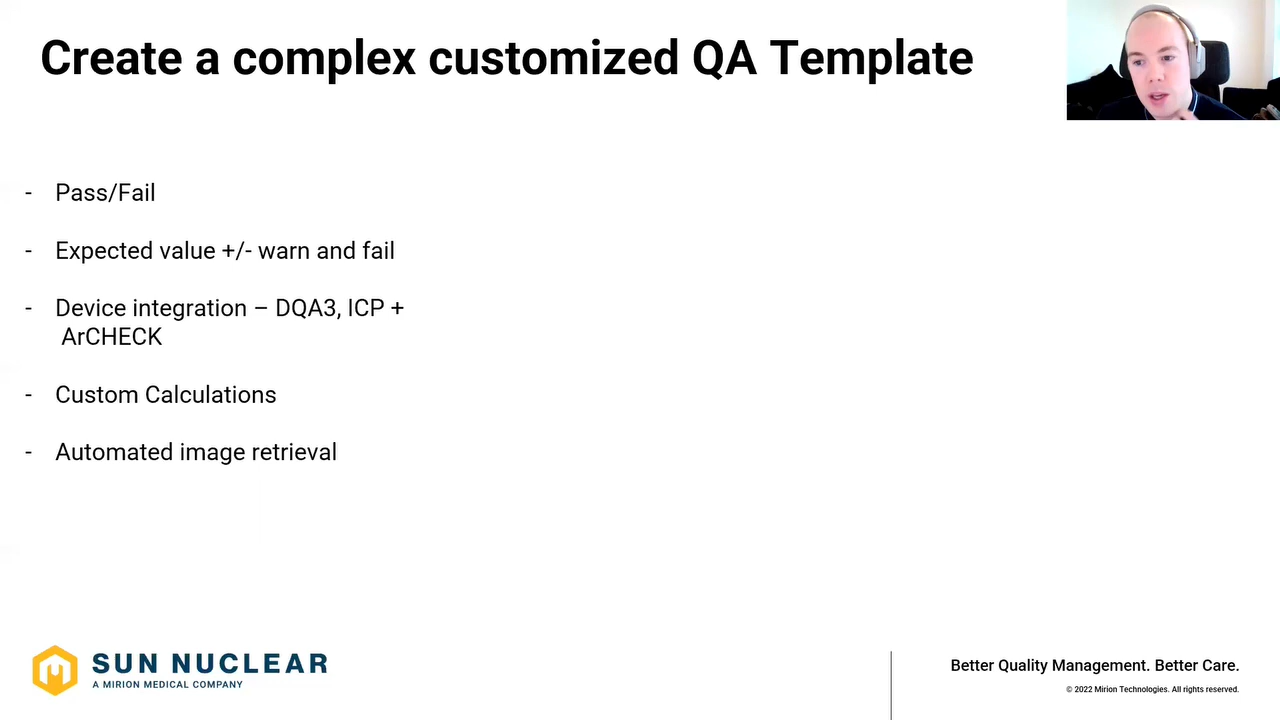 Create a complex customized QA Template
- Pass/Fail
- Expected value +/- warn and fail
- Device integration – DQA3, ICP +
ArCHECK
- Custom Calculations
- Automated image retrieval
SUN NUCLEAR
A MIRION MEDICAL COMPANY
Better Quality Management. Better Care.
© 2022 Mirion Technologies. All rights reserved.